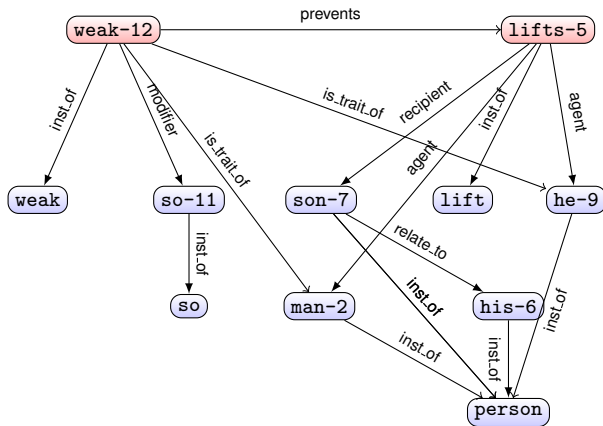 prevents
weak-12 lifts-5
inst_of modifier is_trait_of is_trait_of recipient agent inst_of agent
weak so-11 son-7 lift he-9
inst_of relate_to
so man-2 inst_of his-6 inst_of
inst_of inst_of
person